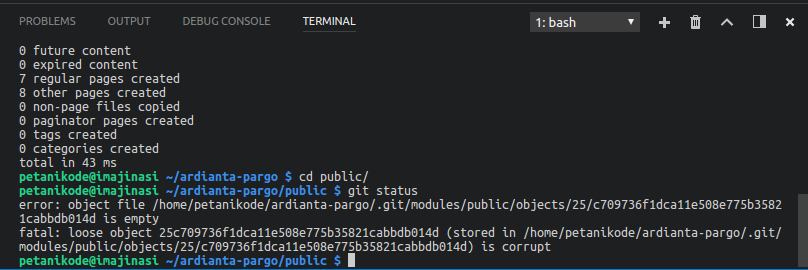 PROBLEMS OUTPUT DEBUG CONSOLE TERMINAL 1: bash
0 future content
0 expired content
7 regular pages created
8 other pages created
0 non-page files copied
0 paginator pages created
0 tags created
0 categories created
total in 43 ms
petanikode@imajinasi ~/ardianta-pargo $ cd public/
petanikode@imajinasi ~/ardianta-pargo/public $ git status
error: object file /home/petanikode/ardianta-pargo/.git/modules/public/objects/25/c709736f1dca11e508e775b3582
1cabbdb014d is empty
fatal: loose object 25c709736f1dca11e508e775b35821cabbdb014d (stored in /home/petanikode/ardianta-pargo/.git/
modules/public/objects/25/c709736f1dca11e508e775b35821cabbdb014d) is corrupt
petanikode@imajinasi ~/ardianta-pargo/public $